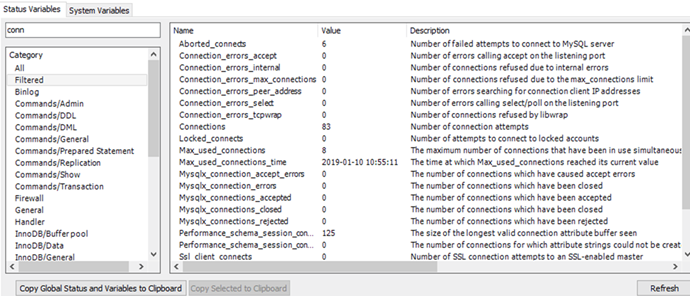 Status Variables System Variables
conn
Category
All
Filtered
Binlog
Commands/Admin
Commands/DDL
Commands/DML
Commands/General
Commands/Prepared Statement
Commands/Replication
Commands/Show
Commands/Transaction
Firewall
General
Handler
InnoDB/Buffer pool
InnoDB/Data
InnoDB/General
Name Value Description
Aborted_connects 6 Number of failed attempts to connect to MySQL server
Connection_errors_accept 0 Number of errors calling accept on the listening port
Connection_errors_internal 0 Number of connections refused due to internal errors
Connection_errors_max_connections 0 Number of connections refused due to the max_connections limit
Connection_errors_peer_address 0 Number of errors searching for connection client IP addresses
Connection_errors_select 0 Number of errors calling select/poll on the listening port
Connection_errors_tcpwrap 0 Number of connections refused by libwrap
Connections 83 Number of connection attempts
Locked_connects 0 Number of attempts to connect to locked accounts
Max_used_connections 8 The maximum number of connections that have been in use simultaneous
Max_used_connections_time 2019-01-10 10:55:11 The time at which Max_used_connections reached its current value
Mysqlx_connection_accept_errors 0 The number of connections which have caused accept errors
Mysqlx_connection_errors 0 The number of connections which have been closed
Mysqlx_connections_accepted 0 The number of connections which have been accepted
Mysqlx_connections_closed 0 The number of connections which have been closed
Mysqlx_connections_rejected 0 The number of connections which have been rejected
Performance_schema_session_con... 125 The size of the longest valid connection attribute buffer seen
Performance_schema_session_con... 0 The number of connections for which attribute strings could not be creat
Ssl_client_connects 0 Number of SSL connection attempts to an SSL-enabled master
Copy Global Status and Variables to Clipboard Copy Selected to Clipboard Refresh